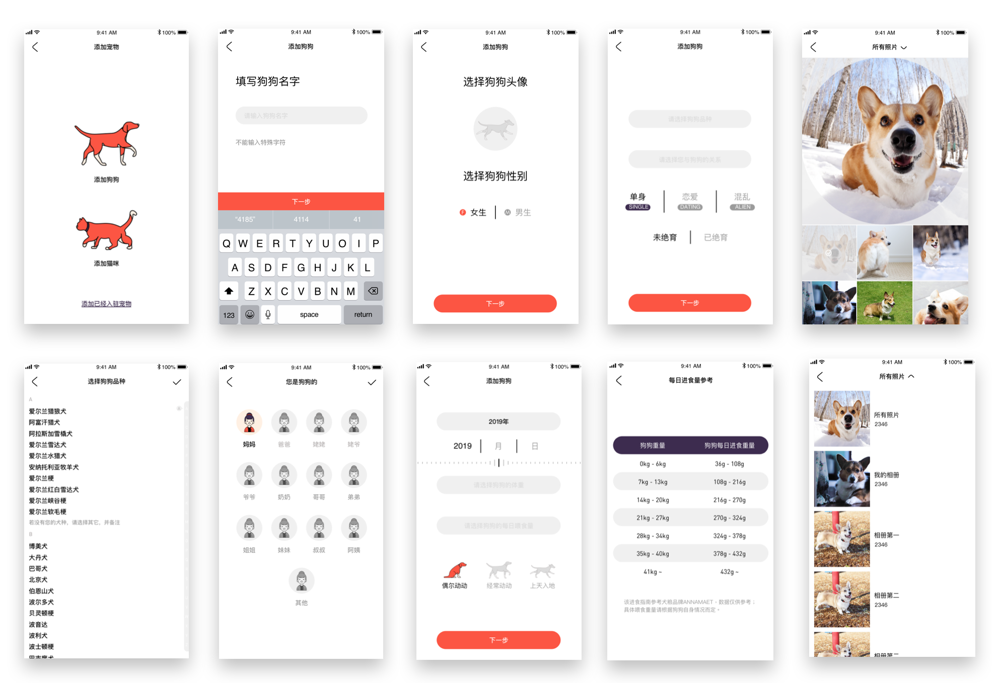 9:41 AM
100%
添加宠物
添加狗狗
添加猫咪
添加已经入驻宠物
9:41 AM
100%
添加狗狗
填写狗狗名字
请输入狗狗名字
不能输入特殊字符
下一步
“4185”
4114
41
Q W E R T Y U O I P
A S D F G H J K L
Z X C V B N M
123
space
return
9:41 AM
100%
添加狗狗
选择狗狗头像
选择狗狗性别
F 女生
M 男生
下一步
9:41 AM
100%
添加狗狗
请选择狗狗品种
请选择您与狗狗的关系
单身 恋爱 混乱
SINGLE DATING ALIEN
未绝育 已绝育
下一步
9:41 AM
100%
所有照片
9:41 AM
100%
选择狗狗品种
A
A
爱尔兰猎狼犬
阿富汗猎犬
阿拉斯加雪橇犬
爱尔兰雪达犬
爱尔兰水猎犬
安纳托利亚牧羊犬
爱尔兰梗
爱尔兰红白雪达犬
爱尔兰峡谷梗
爱尔兰软毛梗
若没有您的犬种，请选择其它，并备注
B
博美犬
大丹犬
巴哥犬
北京犬
伯恩山犬
波尔多犬
贝灵顿梗
波音达
波利犬
波士顿梗
9:41 AM
100%
您是狗狗的
妈妈 爸爸 姥姥 姥爷
爷爷 奶奶 哥哥 弟弟
姐姐 妹妹 叔叔 阿姨
其他
9:41 AM
100%
添加狗狗
2019年
2019 月 日
请选择狗狗的体重
请选择狗狗的每日喂食量
偶尔动动 经常动动 上天入地
下一步
9:41 AM
100%
每日进食量参考
狗狗重量 狗狗每日进食重量
0kg - 6kg 36g - 108g
7kg - 13kg 108g - 216g
14kg - 20kg 216g - 270g
21kg - 27kg 270g - 324g
28kg - 34kg 324g - 378g
35kg - 40kg 378g - 432g
41kg ~ 432g ~
该进食指南参考犬粮品牌ANNAMAET，数据仅供参考；
具体喂食重量请根据狗狗自身情况而定。
9:41 AM
100%
所有照片
所有照片
2346
我的相册
2346
相册第一
2346
相册第二
2346
相册第二